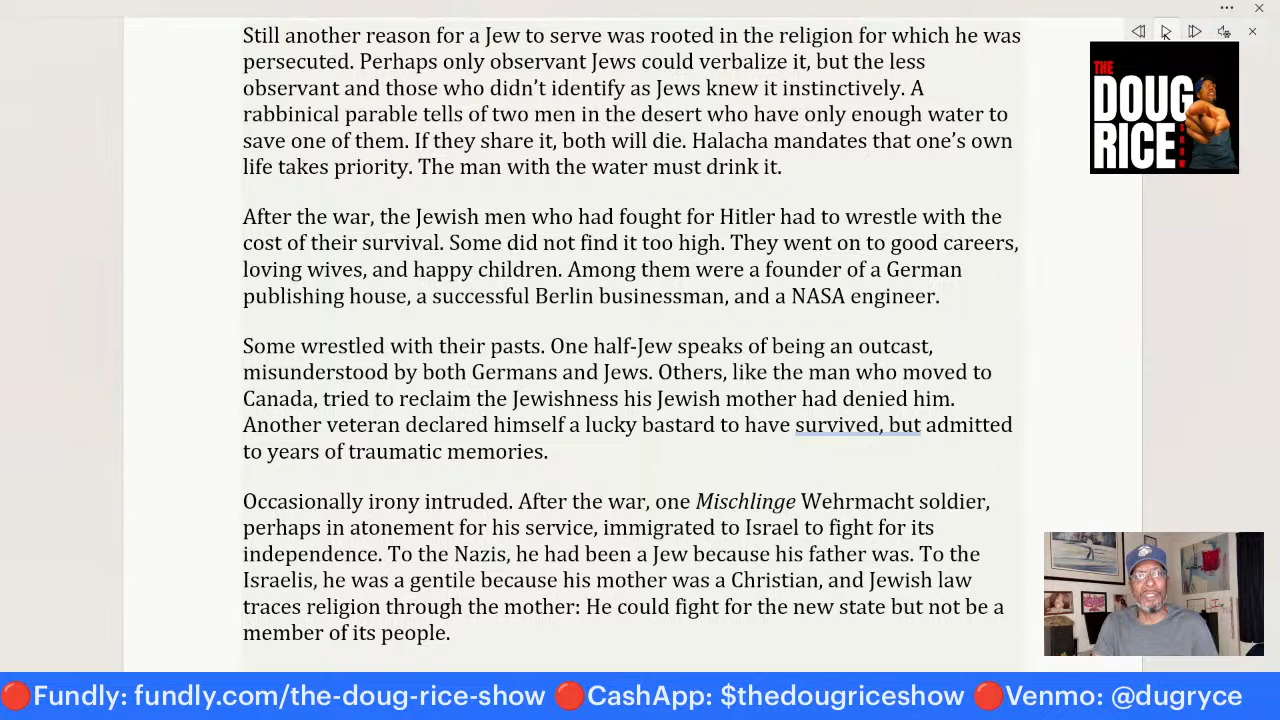 Still another reason for a Jew to serve was rooted in the religion for which he was
persecuted. Perhaps only observant Jews could verbalize it, but the less
observant and those who didn’t identify as Jews knew it instinctively. A
rabbinical parable tells of two men in the desert who have only enough water to
save one of them. If they share it, both will die. Halacha mandates that one’s own
life takes priority. The man with the water must drink it.
After the war, the Jewish men who had fought for Hitler had to wrestle with the
cost of their survival. Some did not find it too high. They went on to good careers,
loving wives, and happy children. Among them were a founder of a German
publishing house, a successful Berlin businessman, and a NASA engineer.
Some wrestled with their pasts. One half-Jew speaks of being an outcast,
misunderstood by both Germans and Jews. Others, like the man who moved to
Canada, tried to reclaim the Jewishness his Jewish mother had denied him.
Another veteran declared himself a lucky bastard to have survived, but admitted
to years of traumatic memories.
Occasionally irony intruded. After the war, one Mischlinge Wehrmacht soldier,
perhaps in atonement for his service, immigrated to Israel to fight for its
independence. To the Nazis, he had been a Jew because his father was. To the
Israelis, he was a gentile because his mother was a Christian, and Jewish law
traces religion through the mother: He could fight for the new state but not be a
member of its people.
THE
DOUG
RICE
SHOW
🔴Fundly: fundly.com/the-doug-rice-show 🔴CashApp: $thedougriceshow 🔴Venmo: @dugryce